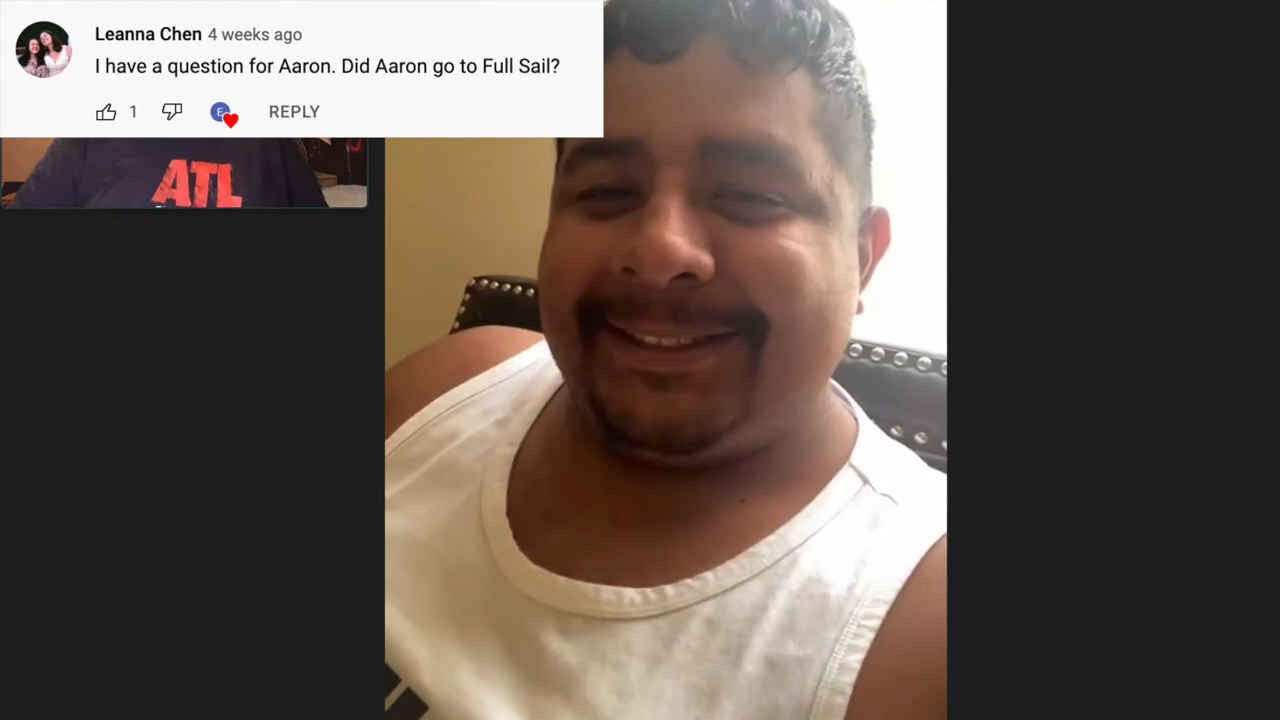 Leanna Chen 4 weeks ago
I have a question for Aaron. Did Aaron go to Full Sail?
1 E REPLY
ATL